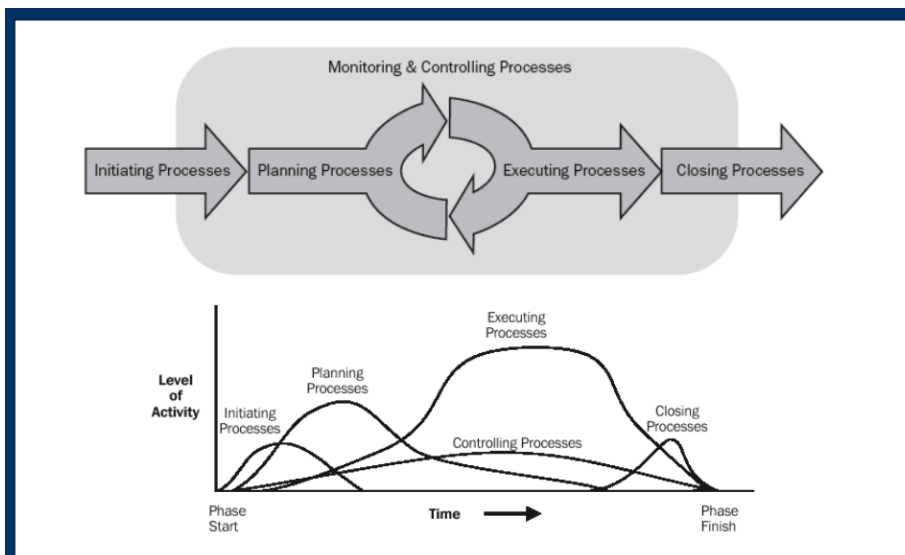 Monitoring & Controlling Processes
Initiating Processes
Planning Processes
Executing Processes
Closing Processes
Executing
Processes
Planning
Processes
Level
of
Activity
Initiating
Processes
Closing
Processes
Controlling Processes
Phase
Start
Time
Phase
Finish